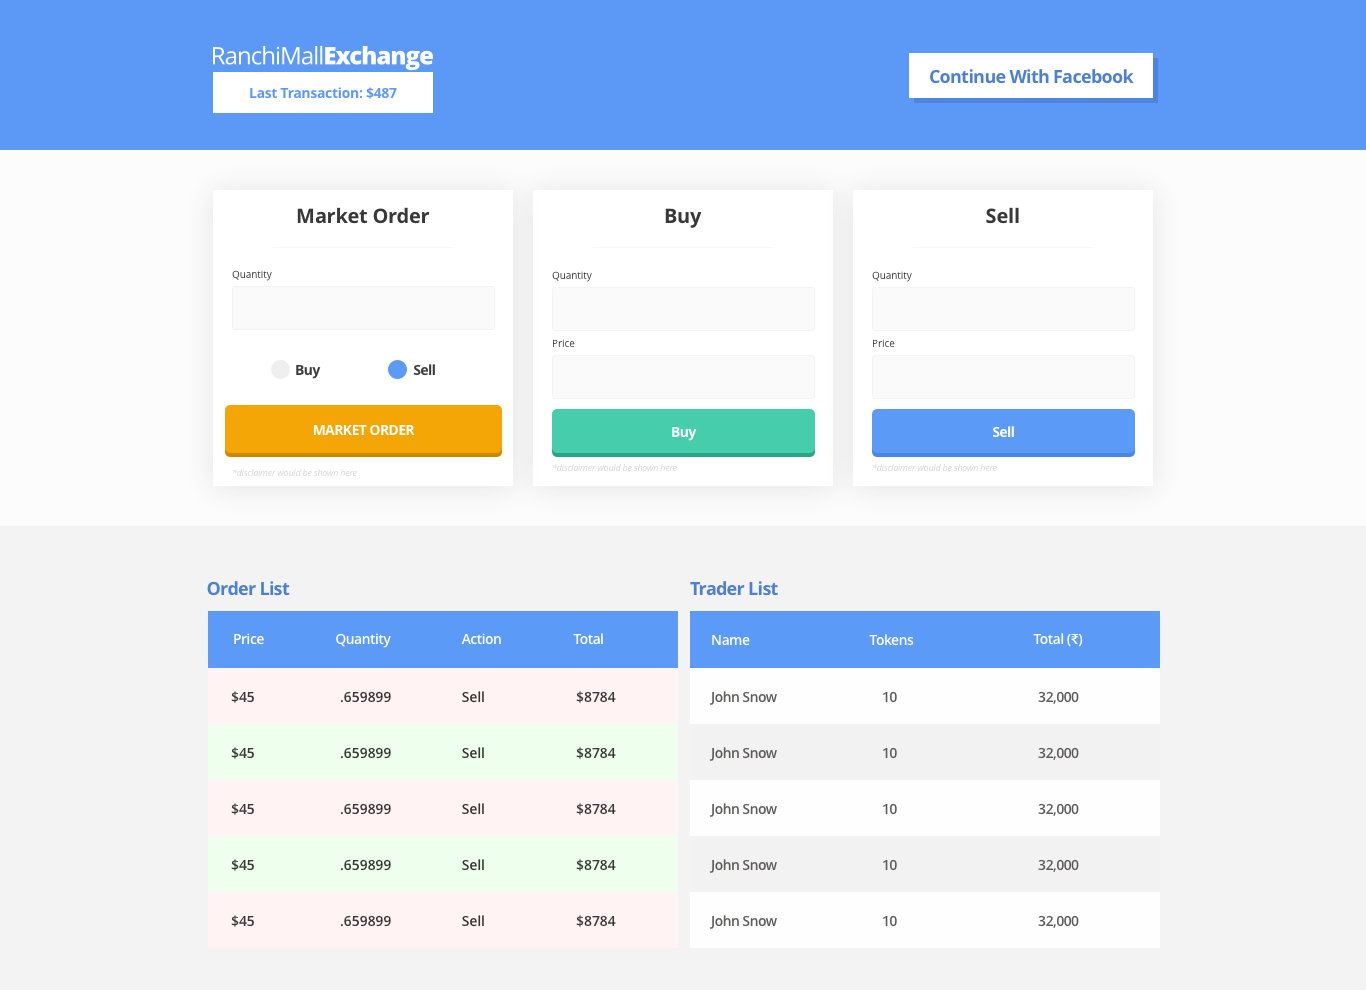 RanchiMallExchange
Last Transaction: $487
Continue With Facebook
Market Order
Quantity
Buy Sell
MARKET ORDER
*disclaimer would be shown here
Buy
Quantity
Price
Buy
*disclaimer would be shown here
Sell
Quantity
Price
Sell
*disclaimer would be shown here
Order List
Price Quantity Action Total
$45 .659899 Sell $8784
$45 .659899 Sell $8784
$45 .659899 Sell $8784
$45 .659899 Sell $8784
$45 .659899 Sell $8784
Trader List
Name Tokens Total (₹)
John Snow 10 32,000
John Snow 10 32,000
John Snow 10 32,000
John Snow 10 32,000
John Snow 10 32,000